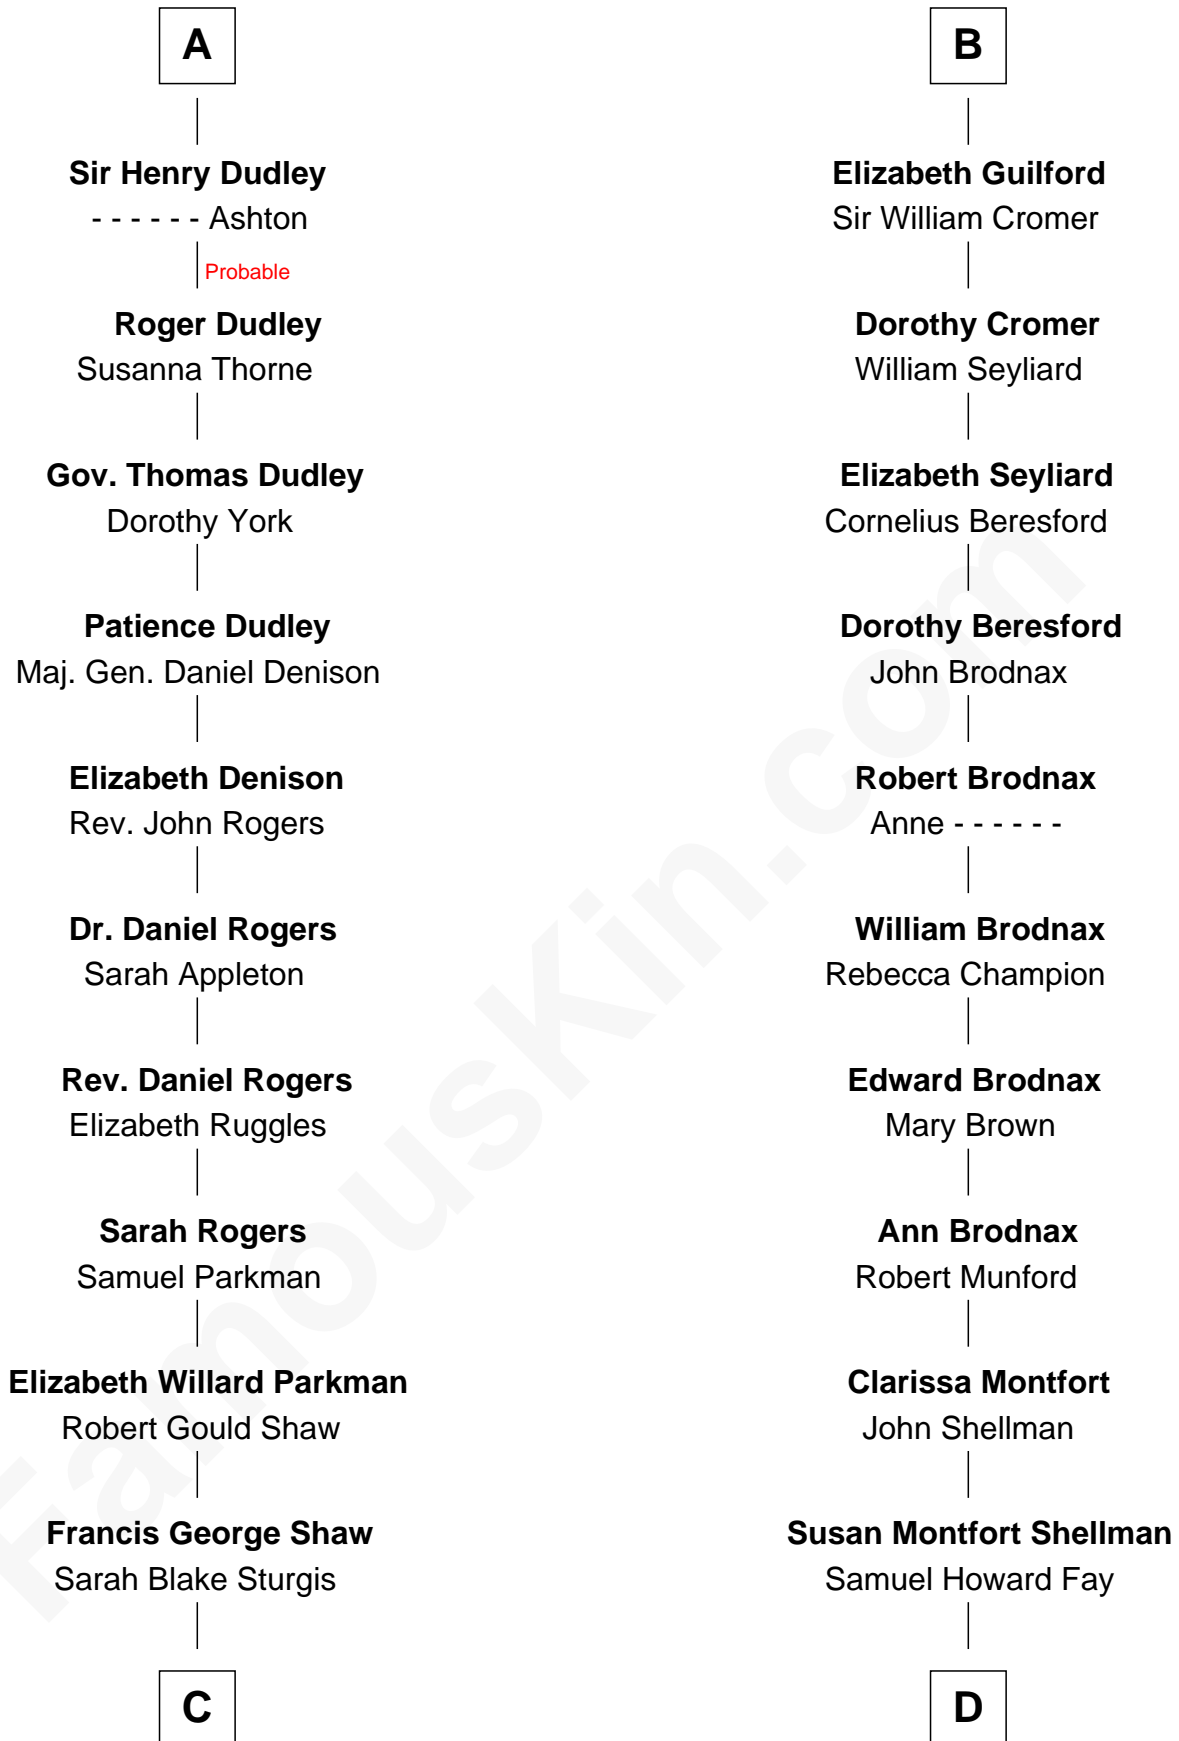 A
Sir Henry Dudley
- - - - - - Ashton
Probable
Roger Dudley
Susanna Thorne
Gov. Thomas Dudley
Dorothy York
Patience Dudley
Maj. Gen. Daniel Denison
Elizabeth Denison
Rev. John Rogers
Dr. Daniel Rogers
Sarah Appleton
Rev. Daniel Rogers
Elizabeth Ruggles
Sarah Rogers
Samuel Parkman
Elizabeth Willard Parkman
Robert Gould Shaw
Francis George Shaw
Sarah Blake Sturgis
C
B
Elizabeth Guilford
Sir William Cromer
Dorothy Cromer
William Seyliard
Elizabeth Seyliard
Cornelius Beresford
Dorothy Beresford
John Brodnax
Robert Brodnax
Anne - - - - - -
William Brodnax
Rebecca Champion
Edward Brodnax
Mary Brown
Ann Brodnax
Robert Munford
Clarissa Montfort
John Shellman
Susan Montfort Shellman
Samuel Howard Fay
D
FamousKin.com